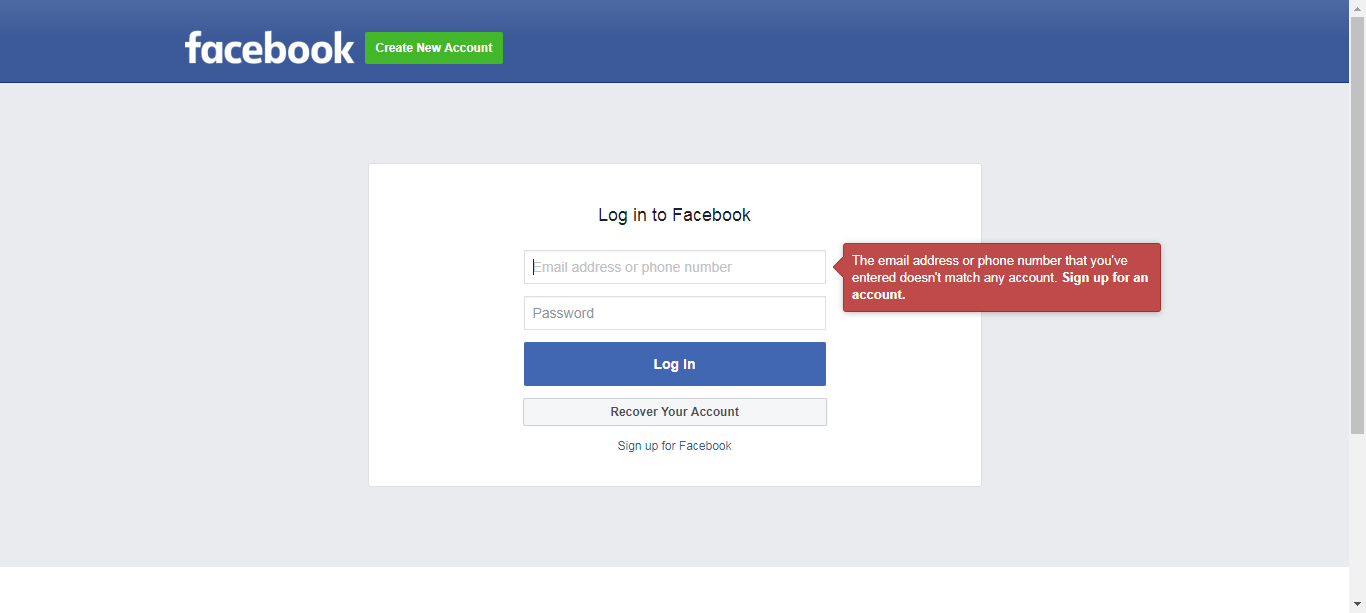 facebook
Create New Account
Log in to Facebook
Email address or phone number
The email address or phone number that you've
entered doesn't match any account. Sign up for an
account.
Password
Log In
Recover Your Account
Sign up for Facebook